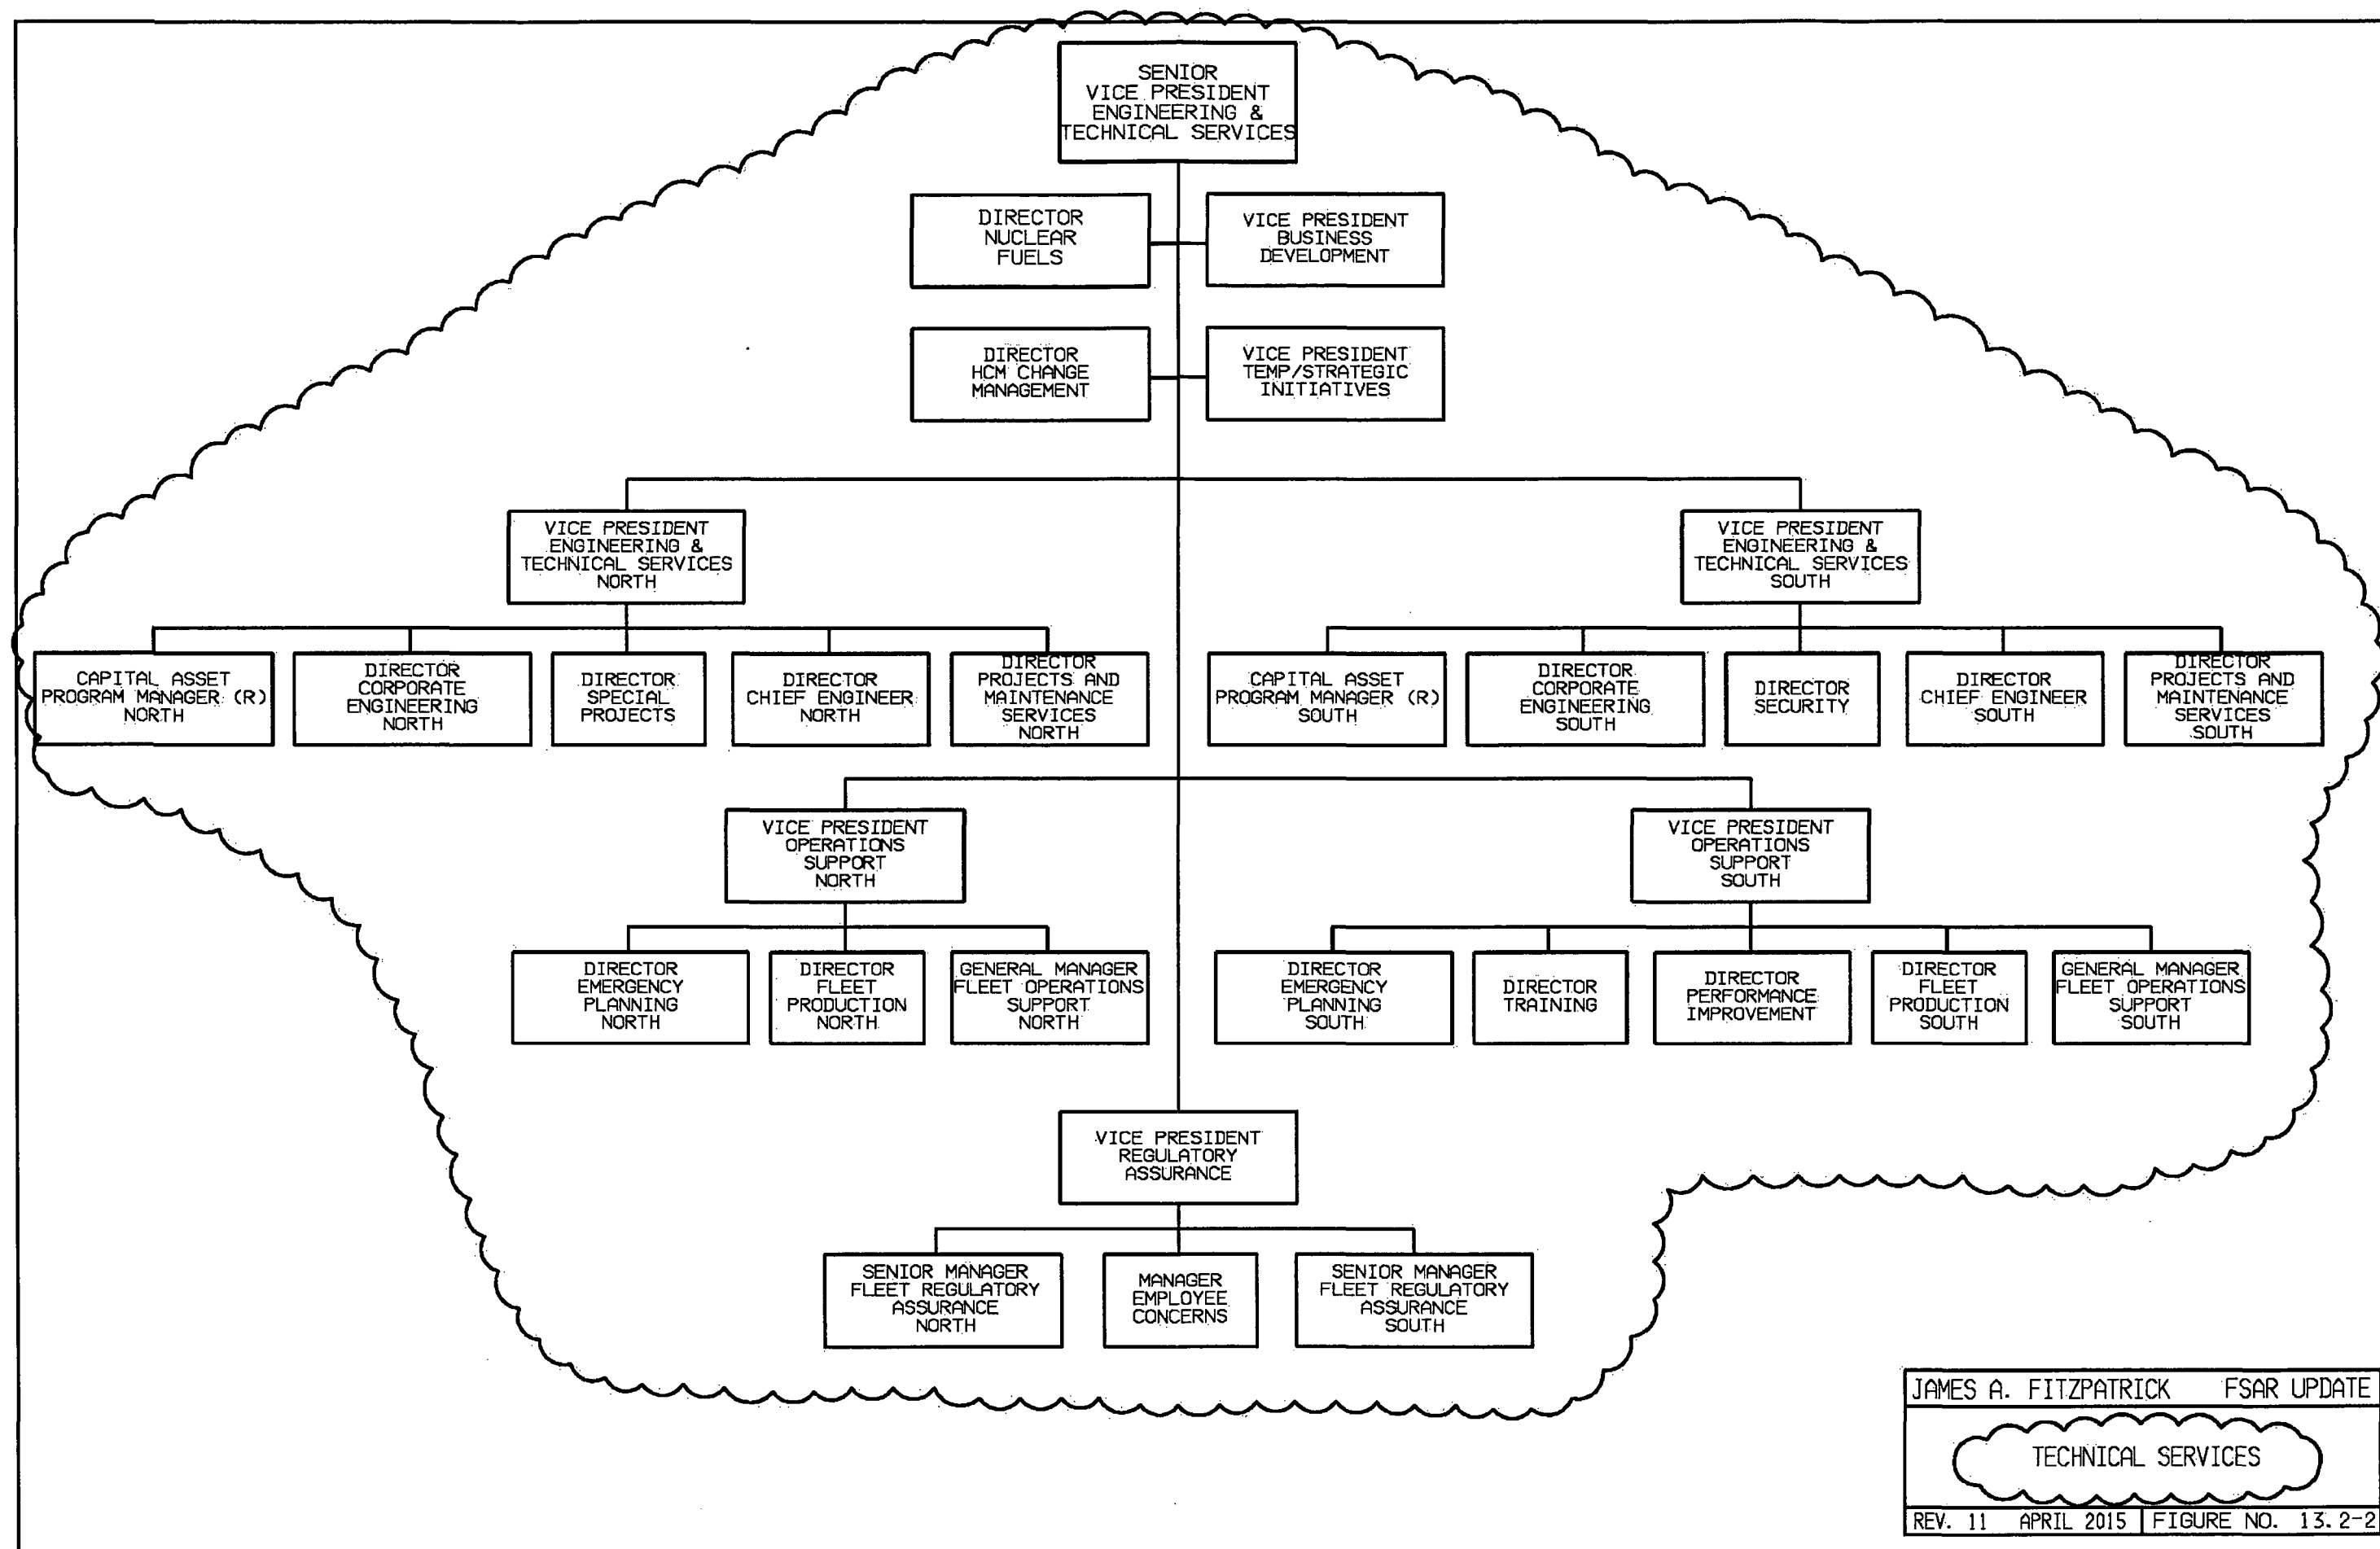 SENIOR
VICE PRESIDENT
ENGINEERING &
TECHNICAL SERVICES
DIRECTOR
NUCLEAR
FUELS
VICE PRESIDENT
BUSINESS
DEVELOPMENT
DIRECTOR
HCM CHANGE
MANAGEMENT
VICE PRESIDENT
TEMP/STRATEGIC
INITIATIVES
VICE PRESIDENT
ENGINEERING &
TECHNICAL SERVICES
NORTH
VICE PRESIDENT
ENGINEERING &
TECHNICAL SERVICES
SOUTH
CAPITAL ASSET
PROGRAM MANAGER (R)
NORTH
DIRECTOR
CORPORATE
ENGINEERING
NORTH
DIRECTOR
SPECIAL
PROJECTS
DIRECTOR
CHIEF ENGINEER
NORTH
DIRECTOR
PROJECTS AND
MAINTENANCE
SERVICES
NORTH
CAPITAL ASSET
PROGRAM MANAGER (R)
SOUTH
DIRECTOR
CORPORATE
ENGINEERING
SOUTH
DIRECTOR
SECURITY
DIRECTOR
CHIEF ENGINEER
SOUTH
DIRECTOR
PROJECTS AND
MAINTENANCE
SERVICES
SOUTH
VICE PRESIDENT
OPERATIONS
SUPPORT
NORTH
VICE PRESIDENT
OPERATIONS
SUPPORT
SOUTH
DIRECTOR
EMERGENCY
PLANNING
NORTH
DIRECTOR
FLEET
PRODUCTION
NORTH
GENERAL MANAGER
FLEET OPERATIONS
SUPPORT
NORTH
DIRECTOR
EMERGENCY
PLANNING
SOUTH
DIRECTOR
TRAINING
DIRECTOR
PERFORMANCE
IMPROVEMENT
DIRECTOR
FLEET
PRODUCTION
SOUTH
GENERAL MANAGER
FLEET OPERATIONS
SUPPORT
SOUTH
VICE PRESIDENT
REGULATORY
ASSURANCE
SENIOR MANAGER
FLEET REGULATORY
ASSURANCE
NORTH
MANAGER
EMPLOYEE
CONCERNS
SENIOR MANAGER
FLEET REGULATORY
ASSURANCE
SOUTH
JAMES A. FITZPATRICK FSAR UPDATE
TECHNICAL SERVICES
REV. 11 APRIL 2015 FIGURE NO. 13.2-2